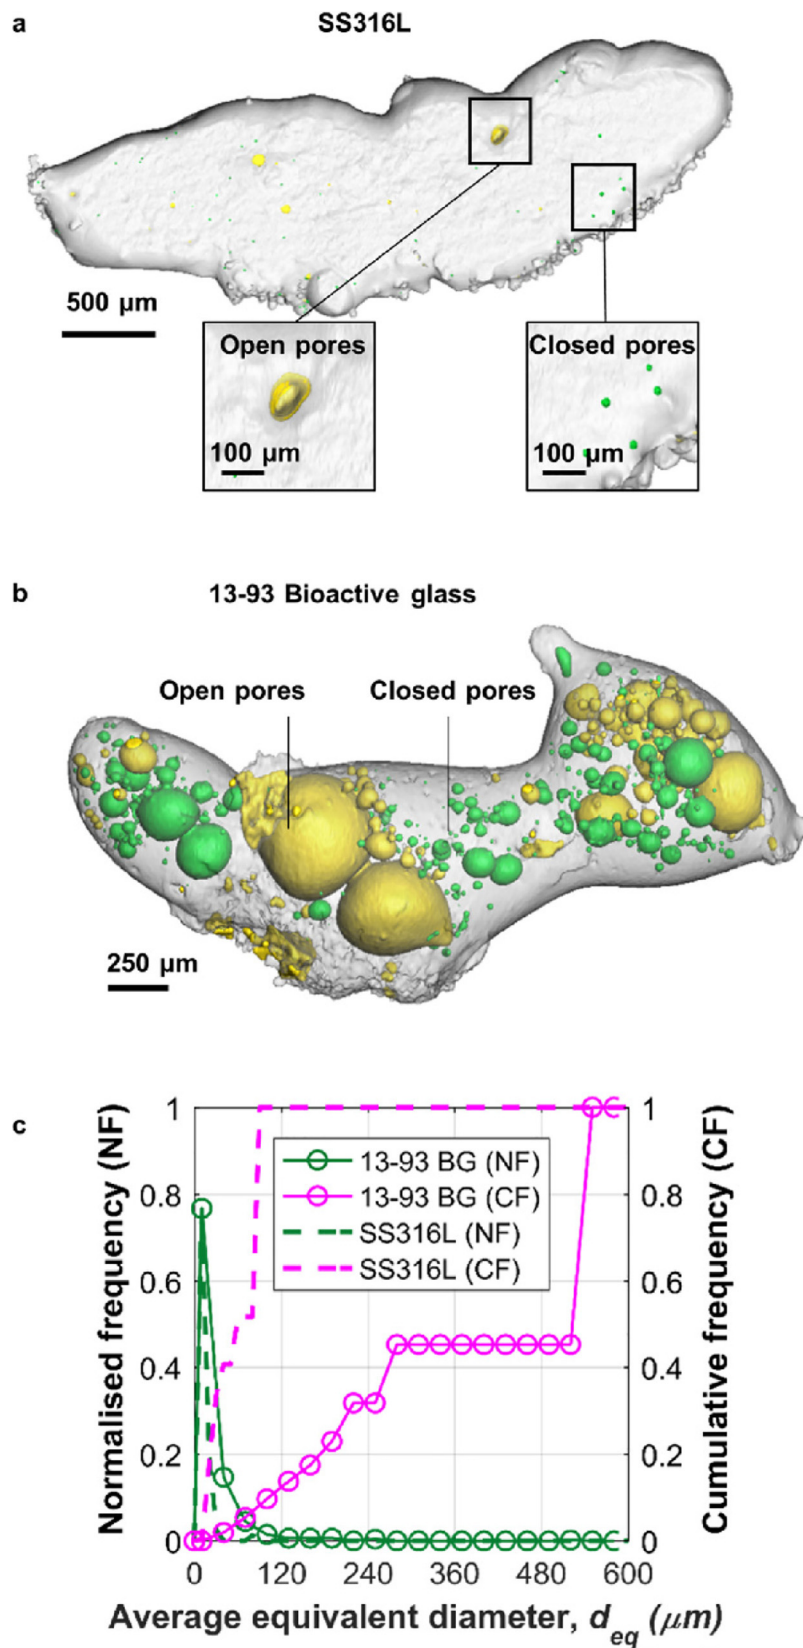 a
SS316L
500 µm
Open pores
100 µm
Closed pores
100 µm
b
13-93 Bioactive glass
Open pores
Closed pores
250 µm
c
Normalised frequency (NF)
1
0.8
0.6
0.4
0.2
0
13-93 BG (NF)
13-93 BG (CF)
SS316L (NF)
SS316L (CF)
1
0.8
0.6
0.4
0.2
0
Cumulative frequency (CF)
0 120 240 360 480 600
Average equivalent diameter, deq (µm)